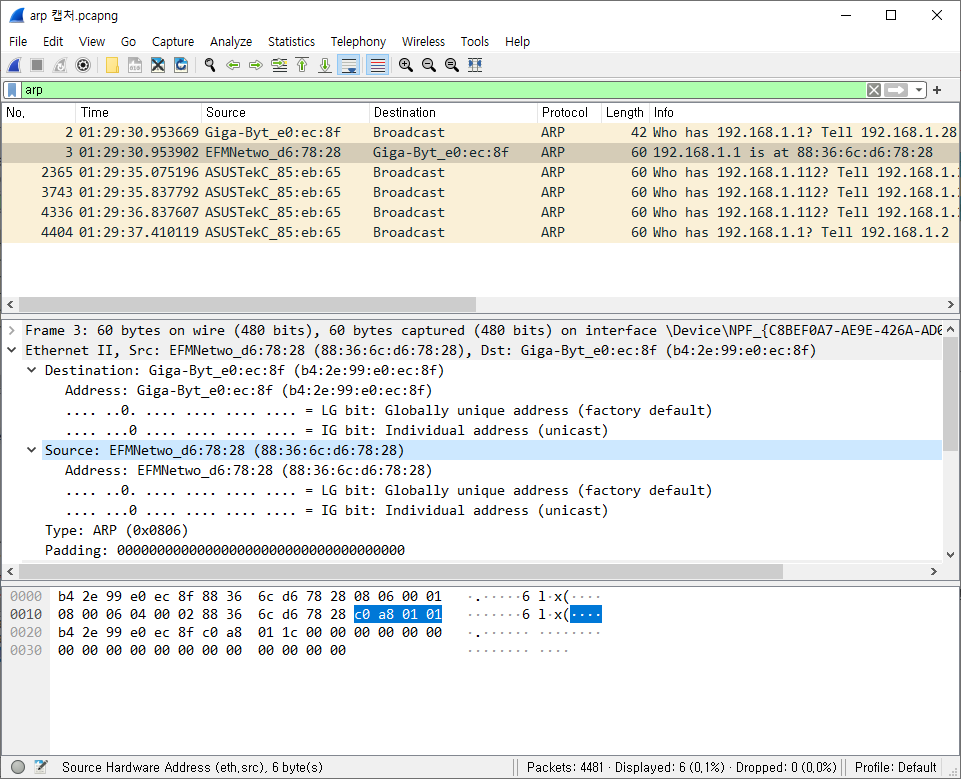 arp 캡처.pcapng
File Edit View Go Capture Analyze Statistics Telephony Wireless Tools Help
arp
No. Time Source Destination Protocol Length Info
2 01:29:30.953669 Giga-Byt_e0:ec:8f Broadcast ARP 42 Who has 192.168.1.1? Tell 192.168.1.28
3 01:29:30.953902 EFMNetwo_d6:78:28 Giga-Byt_e0:ec:8f ARP 60 192.168.1.1 is at 88:36:6c:d6:78:28
2365 01:29:35.075196 ASUSTekC_85:eb:65 Broadcast ARP 60 Who has 192.168.1.112? Tell 192.168.1.
3743 01:29:35.837792 ASUSTekC_85:eb:65 Broadcast ARP 60 Who has 192.168.1.112? Tell 192.168.1.
4336 01:29:36.837607 ASUSTekC_85:eb:65 Broadcast ARP 60 Who has 192.168.1.112? Tell 192.168.1.
4404 01:29:37.410119 ASUSTekC_85:eb:65 Broadcast ARP 60 Who has 192.168.1.1? Tell 192.168.1.2
Frame 3: 60 bytes on wire (480 bits), 60 bytes captured (480 bits) on interface \Device\NPF_{C8BEF0A7-AE9E-426A-AD0
Ethernet II, Src: EFMNetwo_d6:78:28 (88:36:6c:d6:78:28), Dst: Giga-Byt_e0:ec:8f (b4:2e:99:e0:ec:8f)
Destination: Giga-Byt_e0:ec:8f (b4:2e:99:e0:ec:8f)
Address: Giga-Byt_e0:ec:8f (b4:2e:99:e0:ec:8f)
.... ..0. .... .... .... .... = LG bit: Globally unique address (factory default)
.... ...0 .... .... .... .... = IG bit: Individual address (unicast)
Source: EFMNetwo_d6:78:28 (88:36:6c:d6:78:28)
Address: EFMNetwo_d6:78:28 (88:36:6c:d6:78:28)
.... ..0. .... .... .... .... = LG bit: Globally unique address (factory default)
.... ...0 .... .... .... .... = IG bit: Individual address (unicast)
Type: ARP (0x0806)
Padding: 000000000000000000000000000000000000
0000 b4 2e 99 e0 ec 8f 88 36 6c d6 78 28 08 06 00 01 ·.·····6 l·x(····
0010 08 00 06 04 00 02 88 36 6c d6 78 28 c0 a8 01 01 ·······6 l·x(····
0020 b4 2e 99 e0 ec 8f c0 a8 01 1c 00 00 00 00 00 00 ·.······ ········
0030 00 00 00 00 00 00 00 00 00 00 00 00 ········ ····
Source Hardware Address (eth,src), 6 byte(s) Packets: 4481 · Displayed: 6 (0,1%) · Dropped: 0 (0,0%) Profile: Default